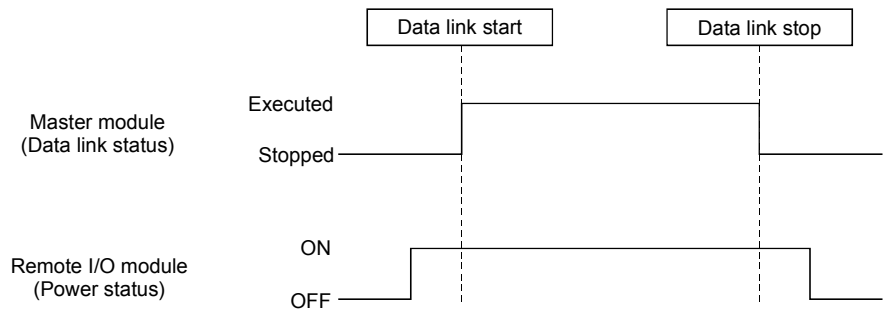 Data link start
Data link stop
Executed
Master module
(Data link status)
Stopped
ON
Remote I/O module
(Power status)
OFF